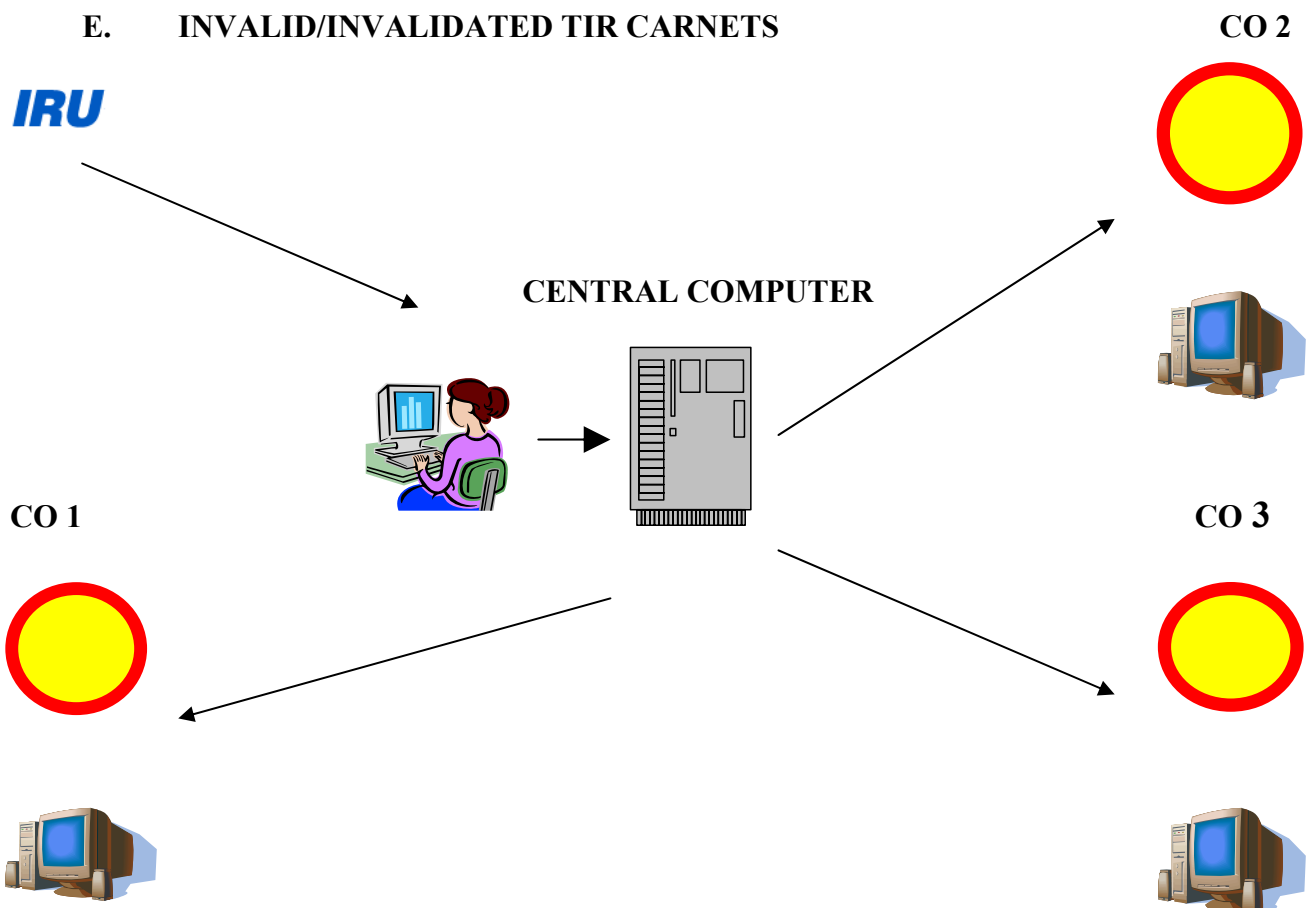 E. INVALID/INVALIDATED TIR CARNETS
CO 2
IRU
CENTRAL COMPUTER
CO 1
CO 3